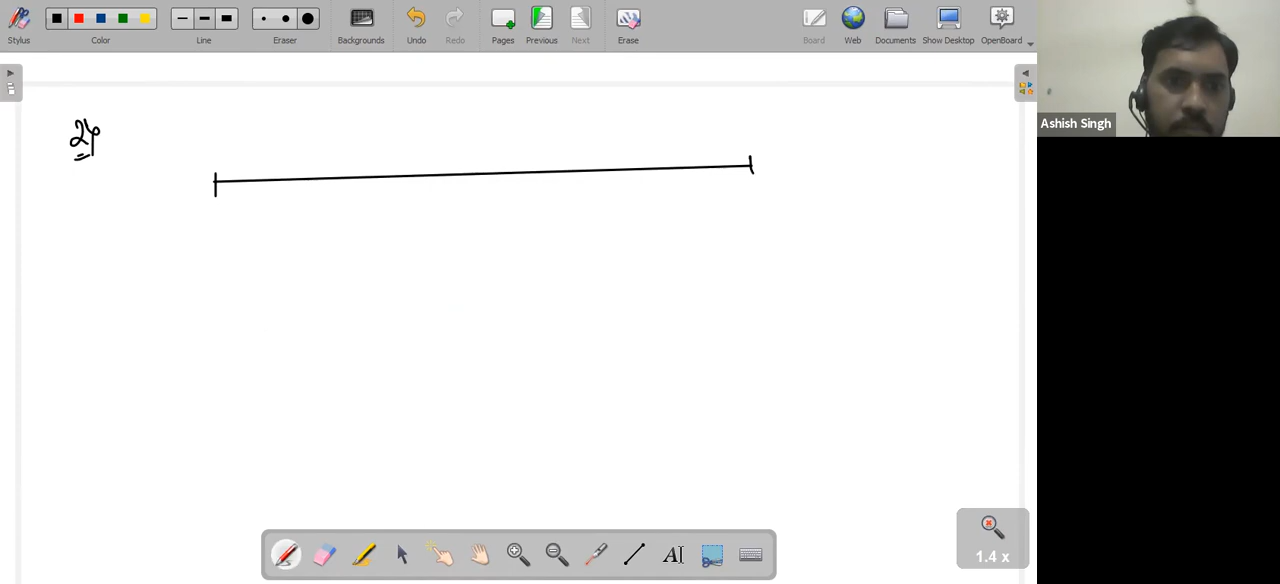 Stylus Color Line Eraser Backgrounds Undo Redo Pages Previous Next Erase Board Web Documents Show Desktop OpenBoard
Ashish Singh
24
1.4 x